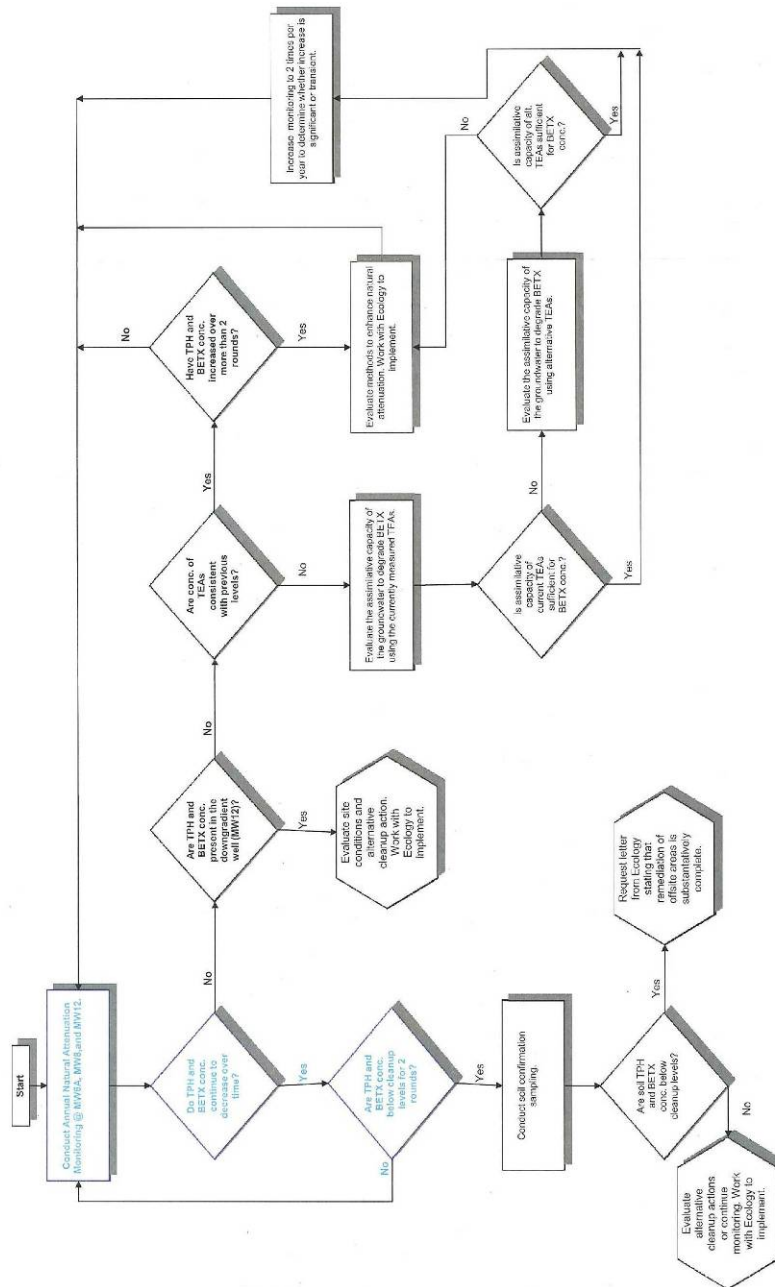 Start
Conduct Annual Natural Attenuation
Monitoring @ MW6A, MW8, and MW12.
Do TPH and
BETX conc.
continue to
decrease over
time?
Yes
No
Are TPH and
BETX conc.
below cleanup
levels for 2
rounds?
No
Yes
Conduct soil confirmation
sampling.
Are soil TPH
and BETX
conc. below
cleanup levels?
Yes
No
Request letter
from Ecology
stating that
remediation of
offsite areas is
substantatively
complete.
Evaluate
alternative
cleanup actions
or continue
monitoring. Work
with Ecology to
implement.
Are TPH and
BETX conc.
present in the
downgradient
well (MW12)?
No
Yes
Evaluate site
conditions and
alternative
cleanup action.
Work with
Ecology to
implement.
Are conc. of
TEAs
consistent
with previous
levels?
Yes
No
Evaluate the assimilative capacity of
the groundwater to degrade BETX
using the currently measured TEAs.
Is assimilative
capacity of
current TEAs
sufficient for
BETX conc.?
No
Yes
Have TPH and
BETX conc.
increased over
more than 2
rounds?
No
Yes
Evaluate methods to enhance natural
attenuation. Work with Ecology to
implement.
Evaluate the assimilative capacity of
the groundwater to degrade BETX
using alternative TEAs.
Is assimilative
capacity of alt.
TEAs sufficient
for BETX
conc.?
No
Yes
Increase monitoring to 2 times per
year to determine whether increase is
significant or transient.